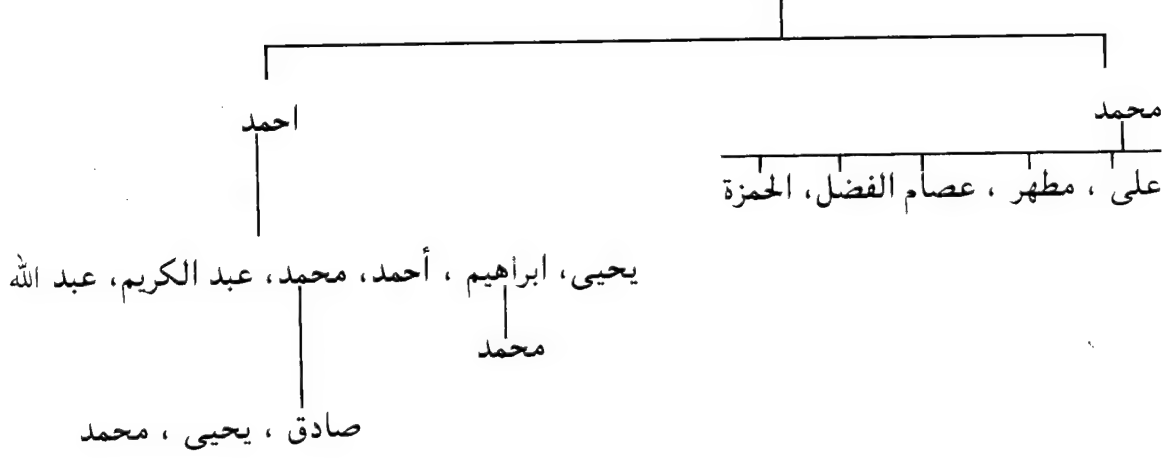 محمد
احمد
على ، مطهر ، عصام الفضل، الحمزة
يحيى، ابراهيم ، أحمد، محمد، عبد الكريم، عبد الله
محمد
صادق ، يحيى ، محمد